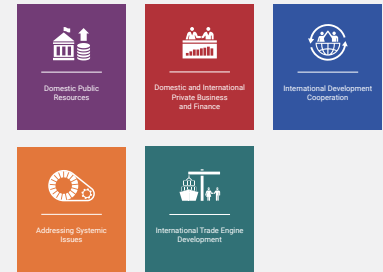 Domestic Public
Resources
Domestic and International
Private Business
and Finance
International Development
Cooperation
Addressing Systemic
Issues
International Trade Engine
Development